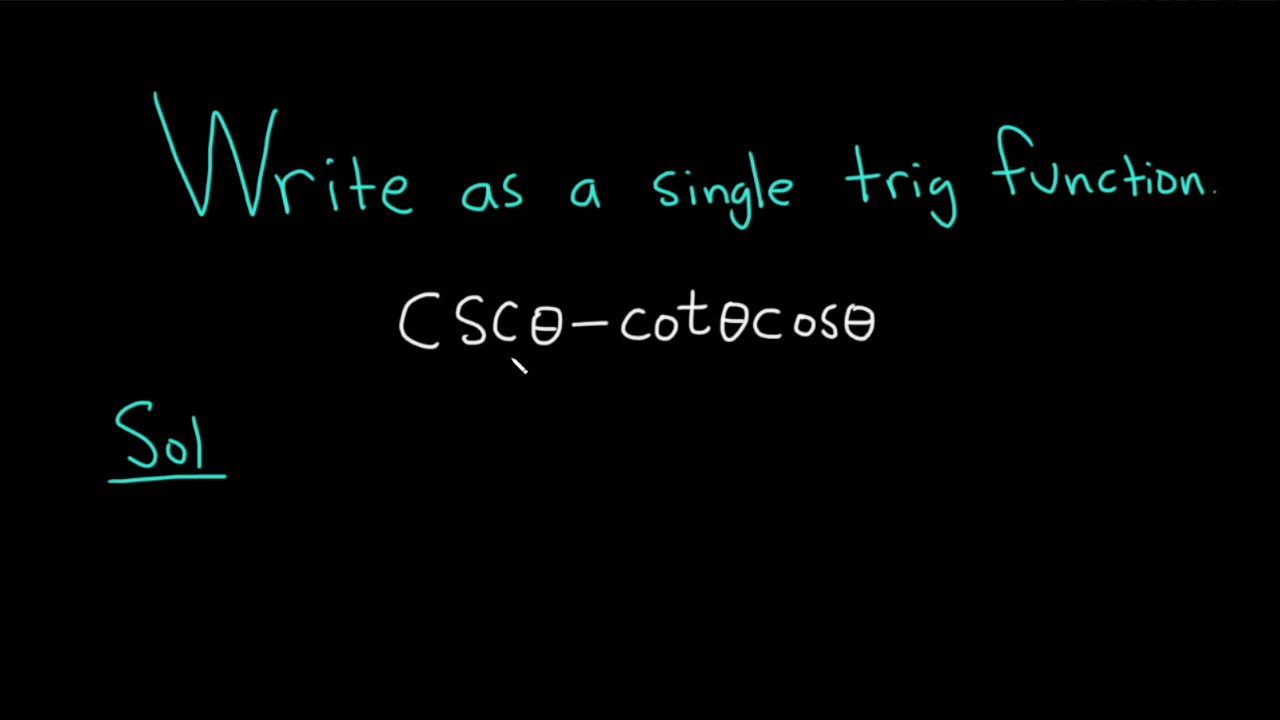 Write as a single trig function.
cscθ-cotθcosθ
Sol